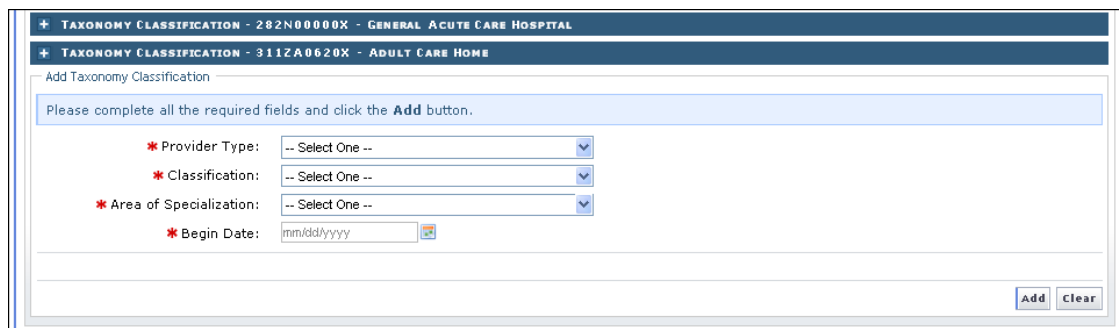 + TAXONOMY CLASSIFICATION - 282N00000X - GENERAL ACUTE CARE HOSPITAL
+ TAXONOMY CLASSIFICATION - 311ZA0620X - ADULT CARE HOME
Add Taxonomy Classification
Please complete all the required fields and click the Add button.
* Provider Type: -- Select One --
* Classification: -- Select One --
* Area of Specialization: -- Select One --
* Begin Date: mm/dd/yyyy
Add Clear